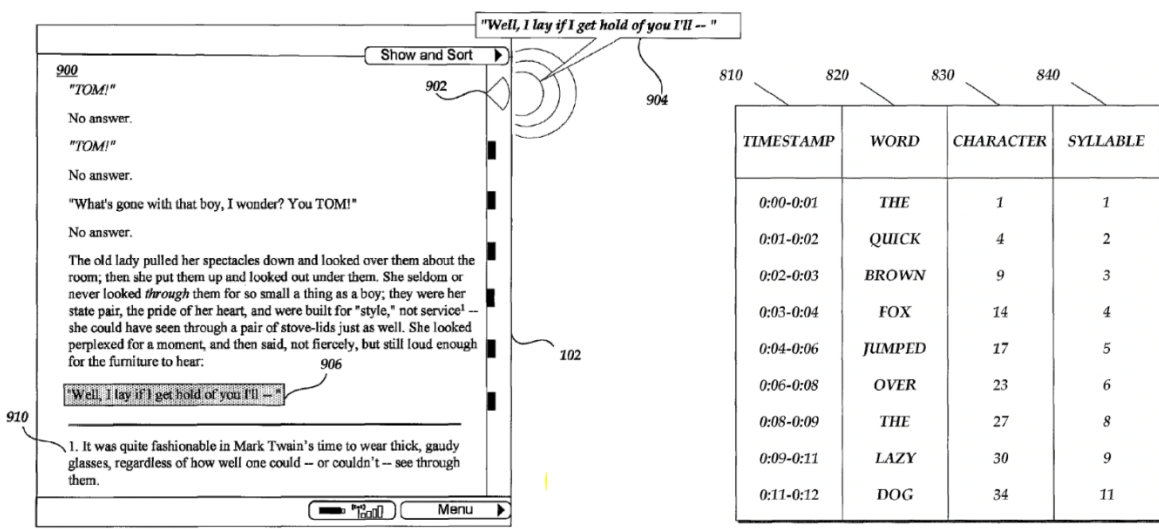 "Well, I lay if I get hold of you I'll -- "
Show and Sort
900
902
904
"TOM!"
No answer.
"TOM!"
No answer.
"What's gone with that boy, I wonder? You TOM!"
No answer.
The old lady pulled her spectacles down and looked over them about the
room; then she put them up and looked out under them. She seldom or
never looked through them for so small a thing as a boy; they were her
state pair, the pride of her heart, and were built for "style," not service¹ --
she could have seen through a pair of stove-lids just as well. She looked
perplexed for a moment, and then said, not fiercely, but still loud enough
for the furniture to hear:
906
102
"Well, I lay if I get hold of you I'll -- "
910
1. It was quite fashionable in Mark Twain's time to wear thick, gaudy
glasses, regardless of how well one could -- or couldn't -- see through
them.
Menu
810 820 830 840
TIMESTAMP WORD CHARACTER SYLLABLE
0:00-0:01 THE 1 1
0:01-0:02 QUICK 4 2
0:02-0:03 BROWN 9 3
0:03-0:04 FOX 14 4
0:04-0:06 JUMPED 17 5
0:06-0:08 OVER 23 6
0:08-0:09 THE 27 8
0:09-0:11 LAZY 30 9
0:11-0:12 DOG 34 11